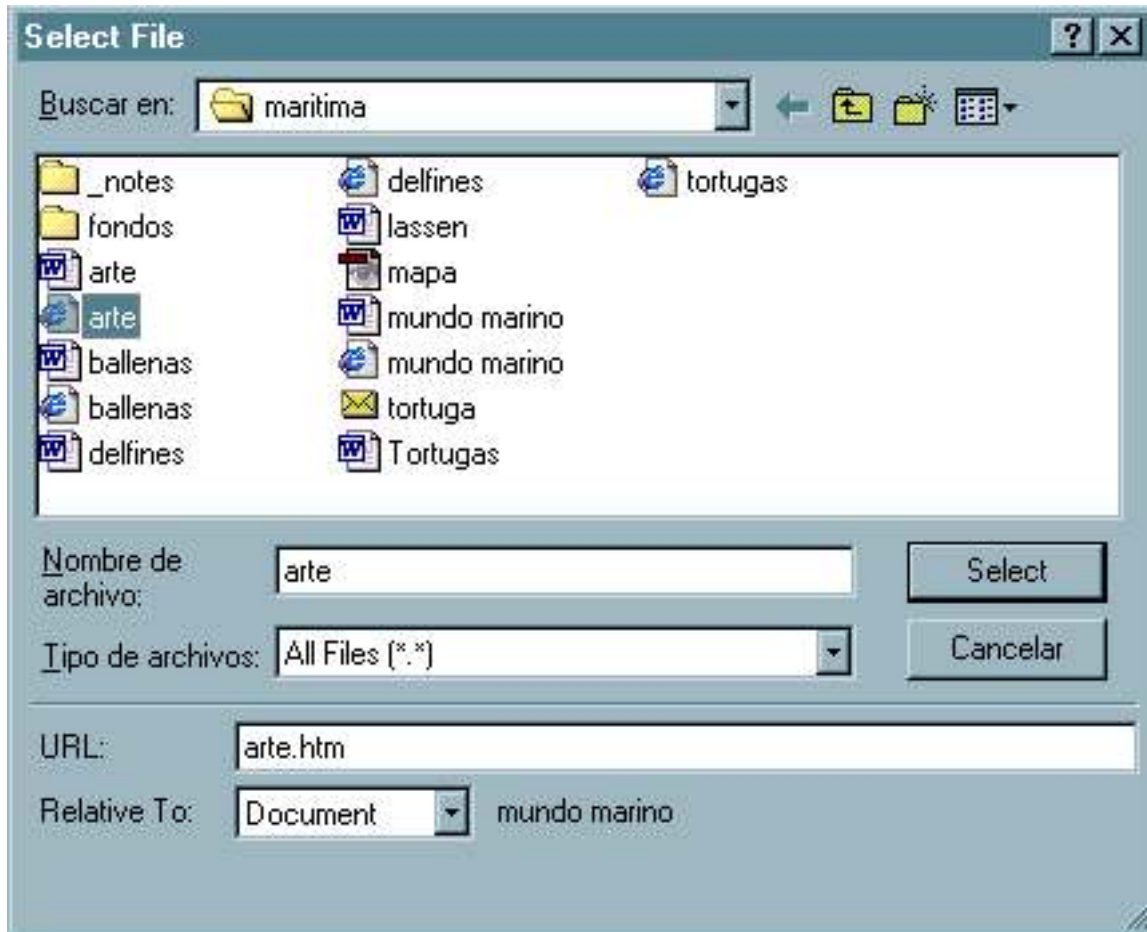 Select File
Buscar en: maritima
_notes
fondos
arte
arte
ballenas
ballenas
delfines
delfines
lassen
mapa
mundo marino
mundo marino
tortuga
Tortugas
tortugas
Nombre de
archivo:
arte
Select
Tipo de archivos: All Files (*.*)
Cancelar
URL: arte.htm
Relative To: Document mundo marino